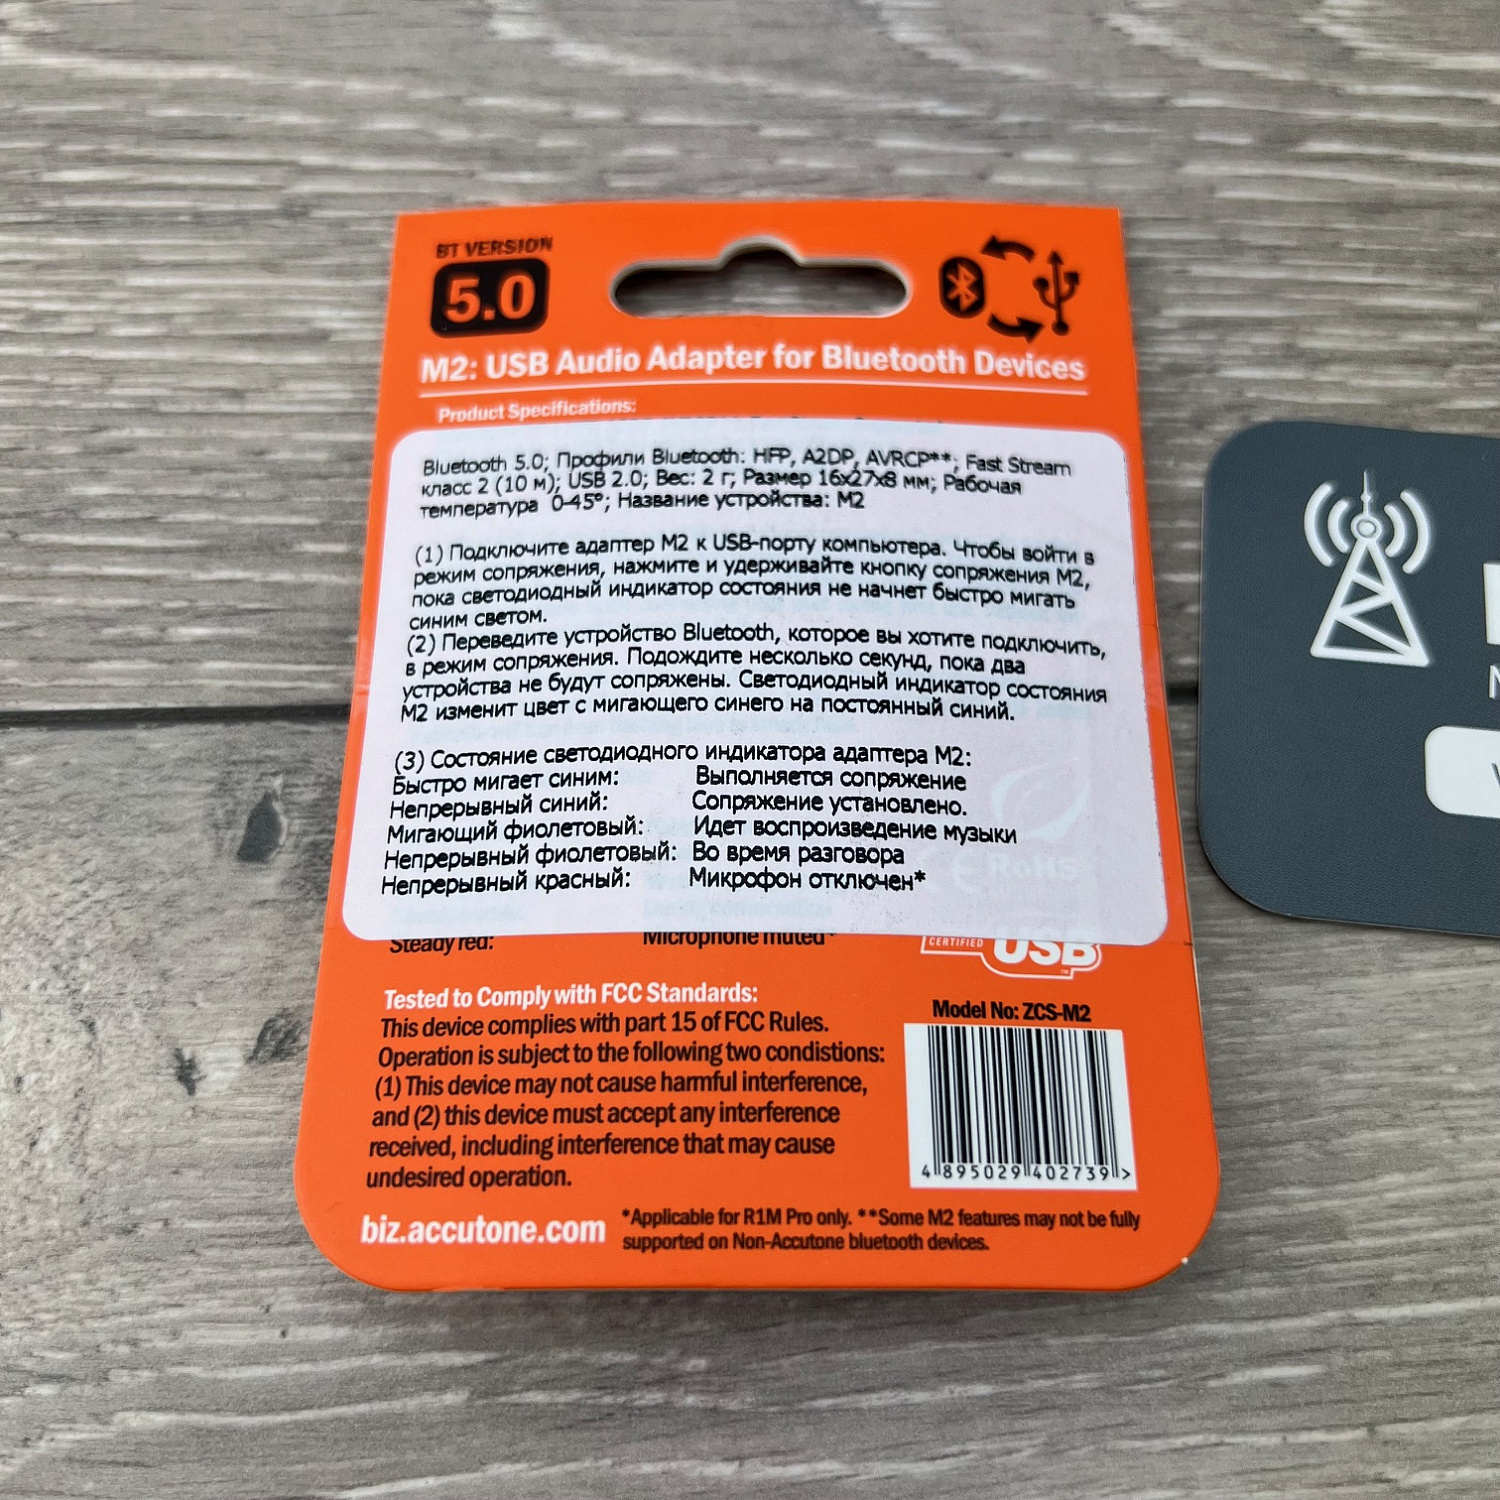 BT VERSION
5.0
M2: USB Audio Adapter for Bluetooth Devices
Product Specifications:
Bluetooth 5.0; Профили Bluetooth: HFP, A2DP, AVRCP**; Fast Stream
класс 2 (10 м); USB 2.0; Вес: 2 г; Размер 16x27x8 мм; Рабочая
температура 0-45°; Название устройства: M2
(1) Подключите адаптер M2 к USB-порту компьютера. Чтобы войти в
режим сопряжения, нажмите и удерживайте кнопку сопряжения M2,
пока светодиодный индикатор состояния не начнет быстро мигать
синим светом.
(2) Переведите устройство Bluetooth, которое вы хотите подключить,
в режим сопряжения. Подождите несколько секунд, пока два
устройства не будут сопряжены. Светодиодный индикатор состояния
M2 изменит цвет с мигающего синего на постоянный синий.
(3) Состояние светодиодного индикатора адаптера M2:
Быстро мигает синим: Выполняется сопряжение
Непрерывный синий: Сопряжение установлено.
Мигающий фиолетовый: Идет воспроизведение музыки
Непрерывный фиолетовый: Во время разговора
Непрерывный красный: Микрофон отключен*
RoHS
Steady red: Microphone muted*
CERTIFIED USB
Tested to Comply with FCC Standards:
This device complies with part 15 of FCC Rules.
Operation is subject to the following two condistions:
(1) This device may not cause harmful interference,
and (2) this device must accept any interference
received, including interference that may cause
undesired operation.
Model No: ZCS-M2
4 895029 402739 >
biz.accutone.com
*Applicable for R1M Pro only. **Some M2 features may not be fully
supported on Non-Accutone bluetooth devices.